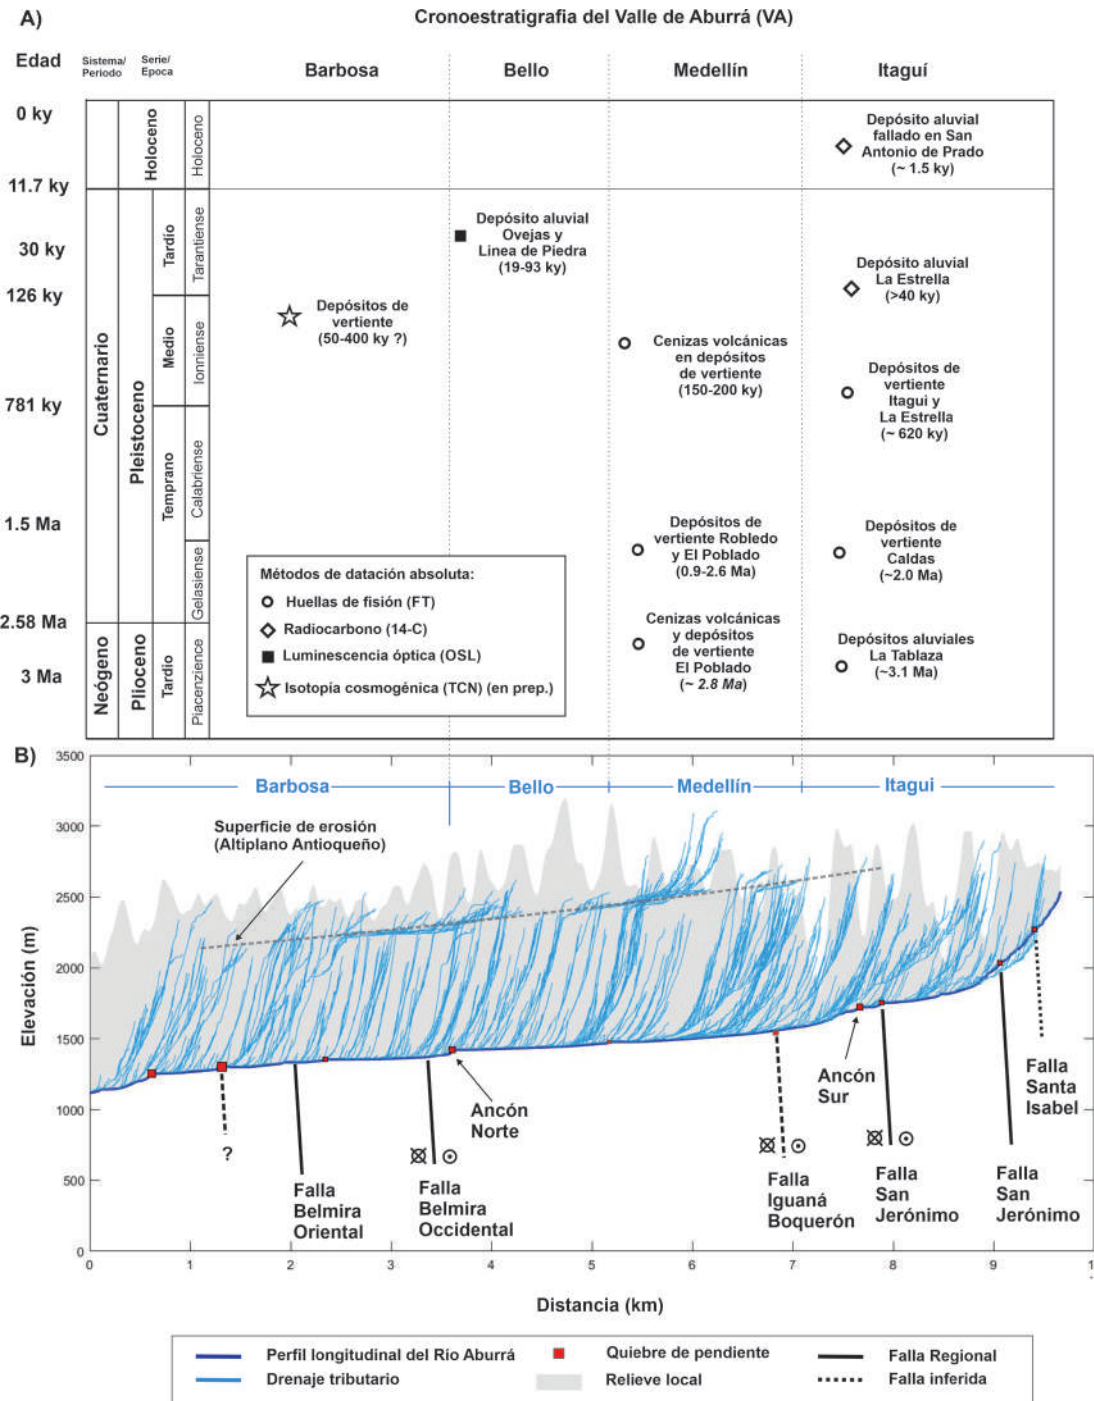 A)
Cronoestratigrafia del Valle de Aburrá (VA)
Edad
Sistema/
Periodo
Serie/
Epoca
Barbosa
Bello
Medellín
Itaguí
0 ky
11.7 ky
30 ky
126 ky
781 ky
1.5 Ma
2.58 Ma
3 Ma
Cuaternario
Neógeno
Holoceno
Pleistoceno
Plioceno
Tardío
Medio
Temprano
Tardio
Holoceno
Tarantiense
Ionniense
Calabriense
Gelasiense
Piacenzience
Depósito aluvial
fallado en San
Antonio de Prado
(~ 1.5 ky)
Depósito aluvial
Ovejas y
Linea de Piedra
(19-93 ky)
Depósito aluvial
La Estrella
(>40 ky)
Depósitos de
vertiente
(50-400 ky ?)
Cenizas volcánicas
en depósitos
de vertiente
(150-200 ky)
Depósitos de
vertiente
Itagui y
La Estrella
(~ 620 ky)
Depósitos de
vertiente Robledo
y El Poblado
(0.9-2.6 Ma)
Depósitos de
vertiente
Caldas
(~2.0 Ma)
Cenizas volcánicas
y depósitos
de vertiente
El Poblado
(~ 2.8 Ma)
Depósitos aluviales
La Tablaza
(~3.1 Ma)
Métodos de datación absoluta:
Huellas de fisión (FT)
Radiocarbono (14-C)
Luminescencia óptica (OSL)
Isotopía cosmogénica (TCN) (en prep.)
B)
3500
3000
2500
2000
1500
1000
500
0
Elevación (m)
Barbosa
Bello
Medellín
Itagui
Superficie de erosión
(Altiplano Antioqueño)
?
Falla
Belmira
Oriental
Falla
Belmira
Occidental
Ancón
Norte
Falla
Iguaná
Boquerón
Ancón
Sur
Falla
San
Jerónimo
Falla
San
Jerónimo
Falla
Santa
Isabel
0 1 2 3 4 5 6 7 8 9 1
Distancia (km)
Perfil longitudinal del Río Aburrá
Quiebre de pendiente
Falla Regional
Drenaje tributario
Relieve local
Falla inferida